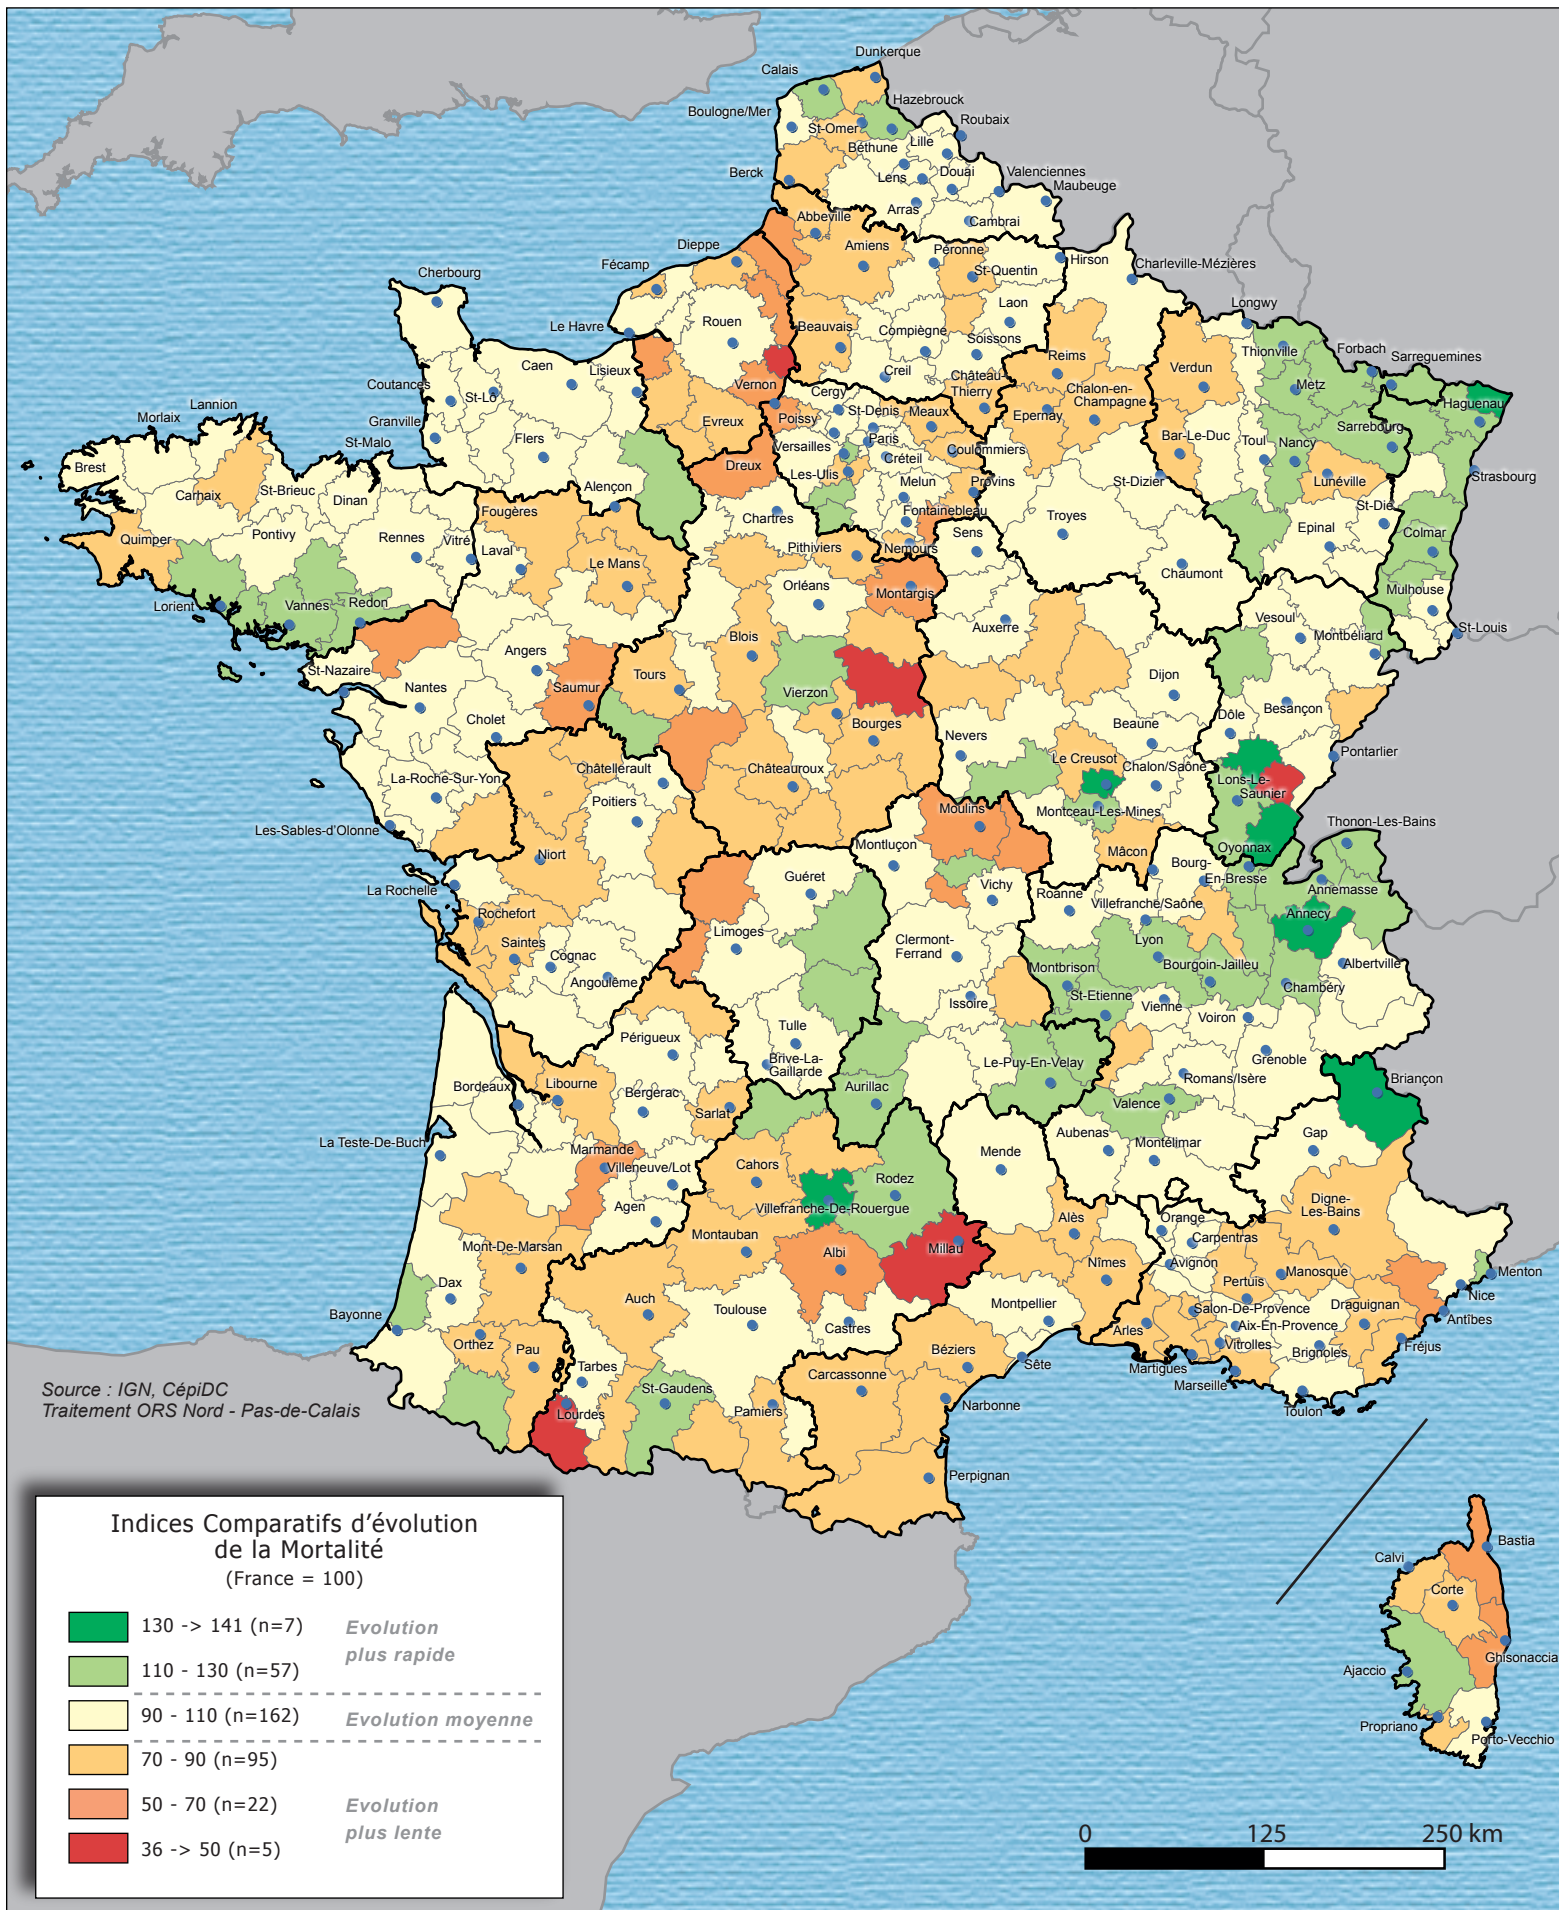 Dunkerque
Calais
Hazebrouck
Boulogne/Mer
Roubaix
St-Omer
Lille
Béthune
Berck
Lens
Douai
Valenciennes
Maubeuge
Arras
Cambrai
Abbeville
Dieppe
Amiens
Péronne
Hirson
Fécamp
St-Quentin
Charleville-Mézières
Cherbourg
Laon
Longwy
Le Havre
Rouen
Beauvais
Compiègne
Soissons
Thionville
Forbach
Sarreguemines
Caen
Lisieux
Reims
Verdun
Creil
Château-
Thierry
Metz
Coutances
St-Lô
Vernon
Cergy
Chalon-en-
Champagne
Haguenau
Lannion
Morlaix
Granville
Evreux
Poissy
St-Denis
Meaux
Epernay
Sarrebourg
St-Malo
Flers
Versailles
Paris
Créteil
Coulommiers
Bar-Le-Duc
Toul
Nancy
Brest
Carhaix
St-Brieuc
Dinan
Alençon
Dreux
Les-Ulis
Melun
Provins
St-Dizier
Lunéville
Strasbourg
Fougères
Chartres
Fontainebleau
Troyes
St-Die
Quimper
Pontivy
Rennes
Vitré
Laval
Le Mans
Pithiviers
Nemours
Sens
Epinal
Colmar
Orléans
Montargis
Chaumont
Mulhouse
Lorient
Vannes
Redon
Auxerre
Vesoul
Montbéliard
St-Louis
Angers
Blois
St-Nazaire
Saumur
Tours
Vierzon
Dijon
Nantes
Cholet
Bourges
Nevers
Beaune
Dôle
Besançon
Châtellerault
Châteauroux
Le Creusot
Chalon/Saône
Pontarlier
La-Roche-Sur-Yon
Poitiers
Moulins
Montceau-Les-Mines
Lons-Le-
Saunier
Les-Sables-d'Olonne
Thonon-Les-Bains
Niort
Montluçon
Mâcon
Bourg-
En-Bresse
Oyonnax
La Rochelle
Guéret
Vichy
Roanne
Villefranche/Saône
Annemasse
Rochefort
Annecy
Saintes
Limoges
Clermont-
Ferrand
Lyon
Cognac
Montbrison
Bourgoin-Jailleu
Albertville
Angoulême
Issoire
St-Etienne
Vienne
Chambéry
Voiron
Tulle
Périgueux
Brive-La-
Gaillarde
Le-Puy-En-Velay
Grenoble
Bordeaux
Libourne
Aurillac
Romans/Isère
Briançon
Bergerac
Sarlat
Valence
La Teste-De-Buch
Marmande
Aubenas
Montélimar
Gap
Villeneuve/Lot
Cahors
Mende
Rodez
Agen
Villefranche-De-Rouergue
Digne-
Les-Bains
Mont-De-Marsan
Montauban
Albi
Millau
Alès
Orange
Carpentras
Dax
Nîmes
Avignon
Manosque
Menton
Pertuis
Nice
Auch
Toulouse
Montpellier
Salon-De-Provence
Draguignan
Antîbes
Bayonne
Castres
Arles
Aix-En-Provence
Orthez
Pau
Béziers
Vitrolles
Brignoles
Fréjus
Tarbes
Carcassonne
Sête
Martigues
Marseille
St-Gaudens
Lourdes
Pamiers
Narbonne
Toulon
Perpignan
Source : IGN, CépiDC
Traitement ORS Nord - Pas-de-Calais
Indices Comparatifs d'évolution
de la Mortalité
(France = 100)
130 -> 141 (n=7)
Evolution
plus rapide
110 - 130 (n=57)
90 - 110 (n=162)
Evolution moyenne
70 - 90 (n=95)
50 - 70 (n=22)
Evolution
plus lente
36 -> 50 (n=5)
Bastia
Calvi
Corte
Ghisonaccia
Ajaccio
Propriano
Porto-Vecchio
0 125 250 km